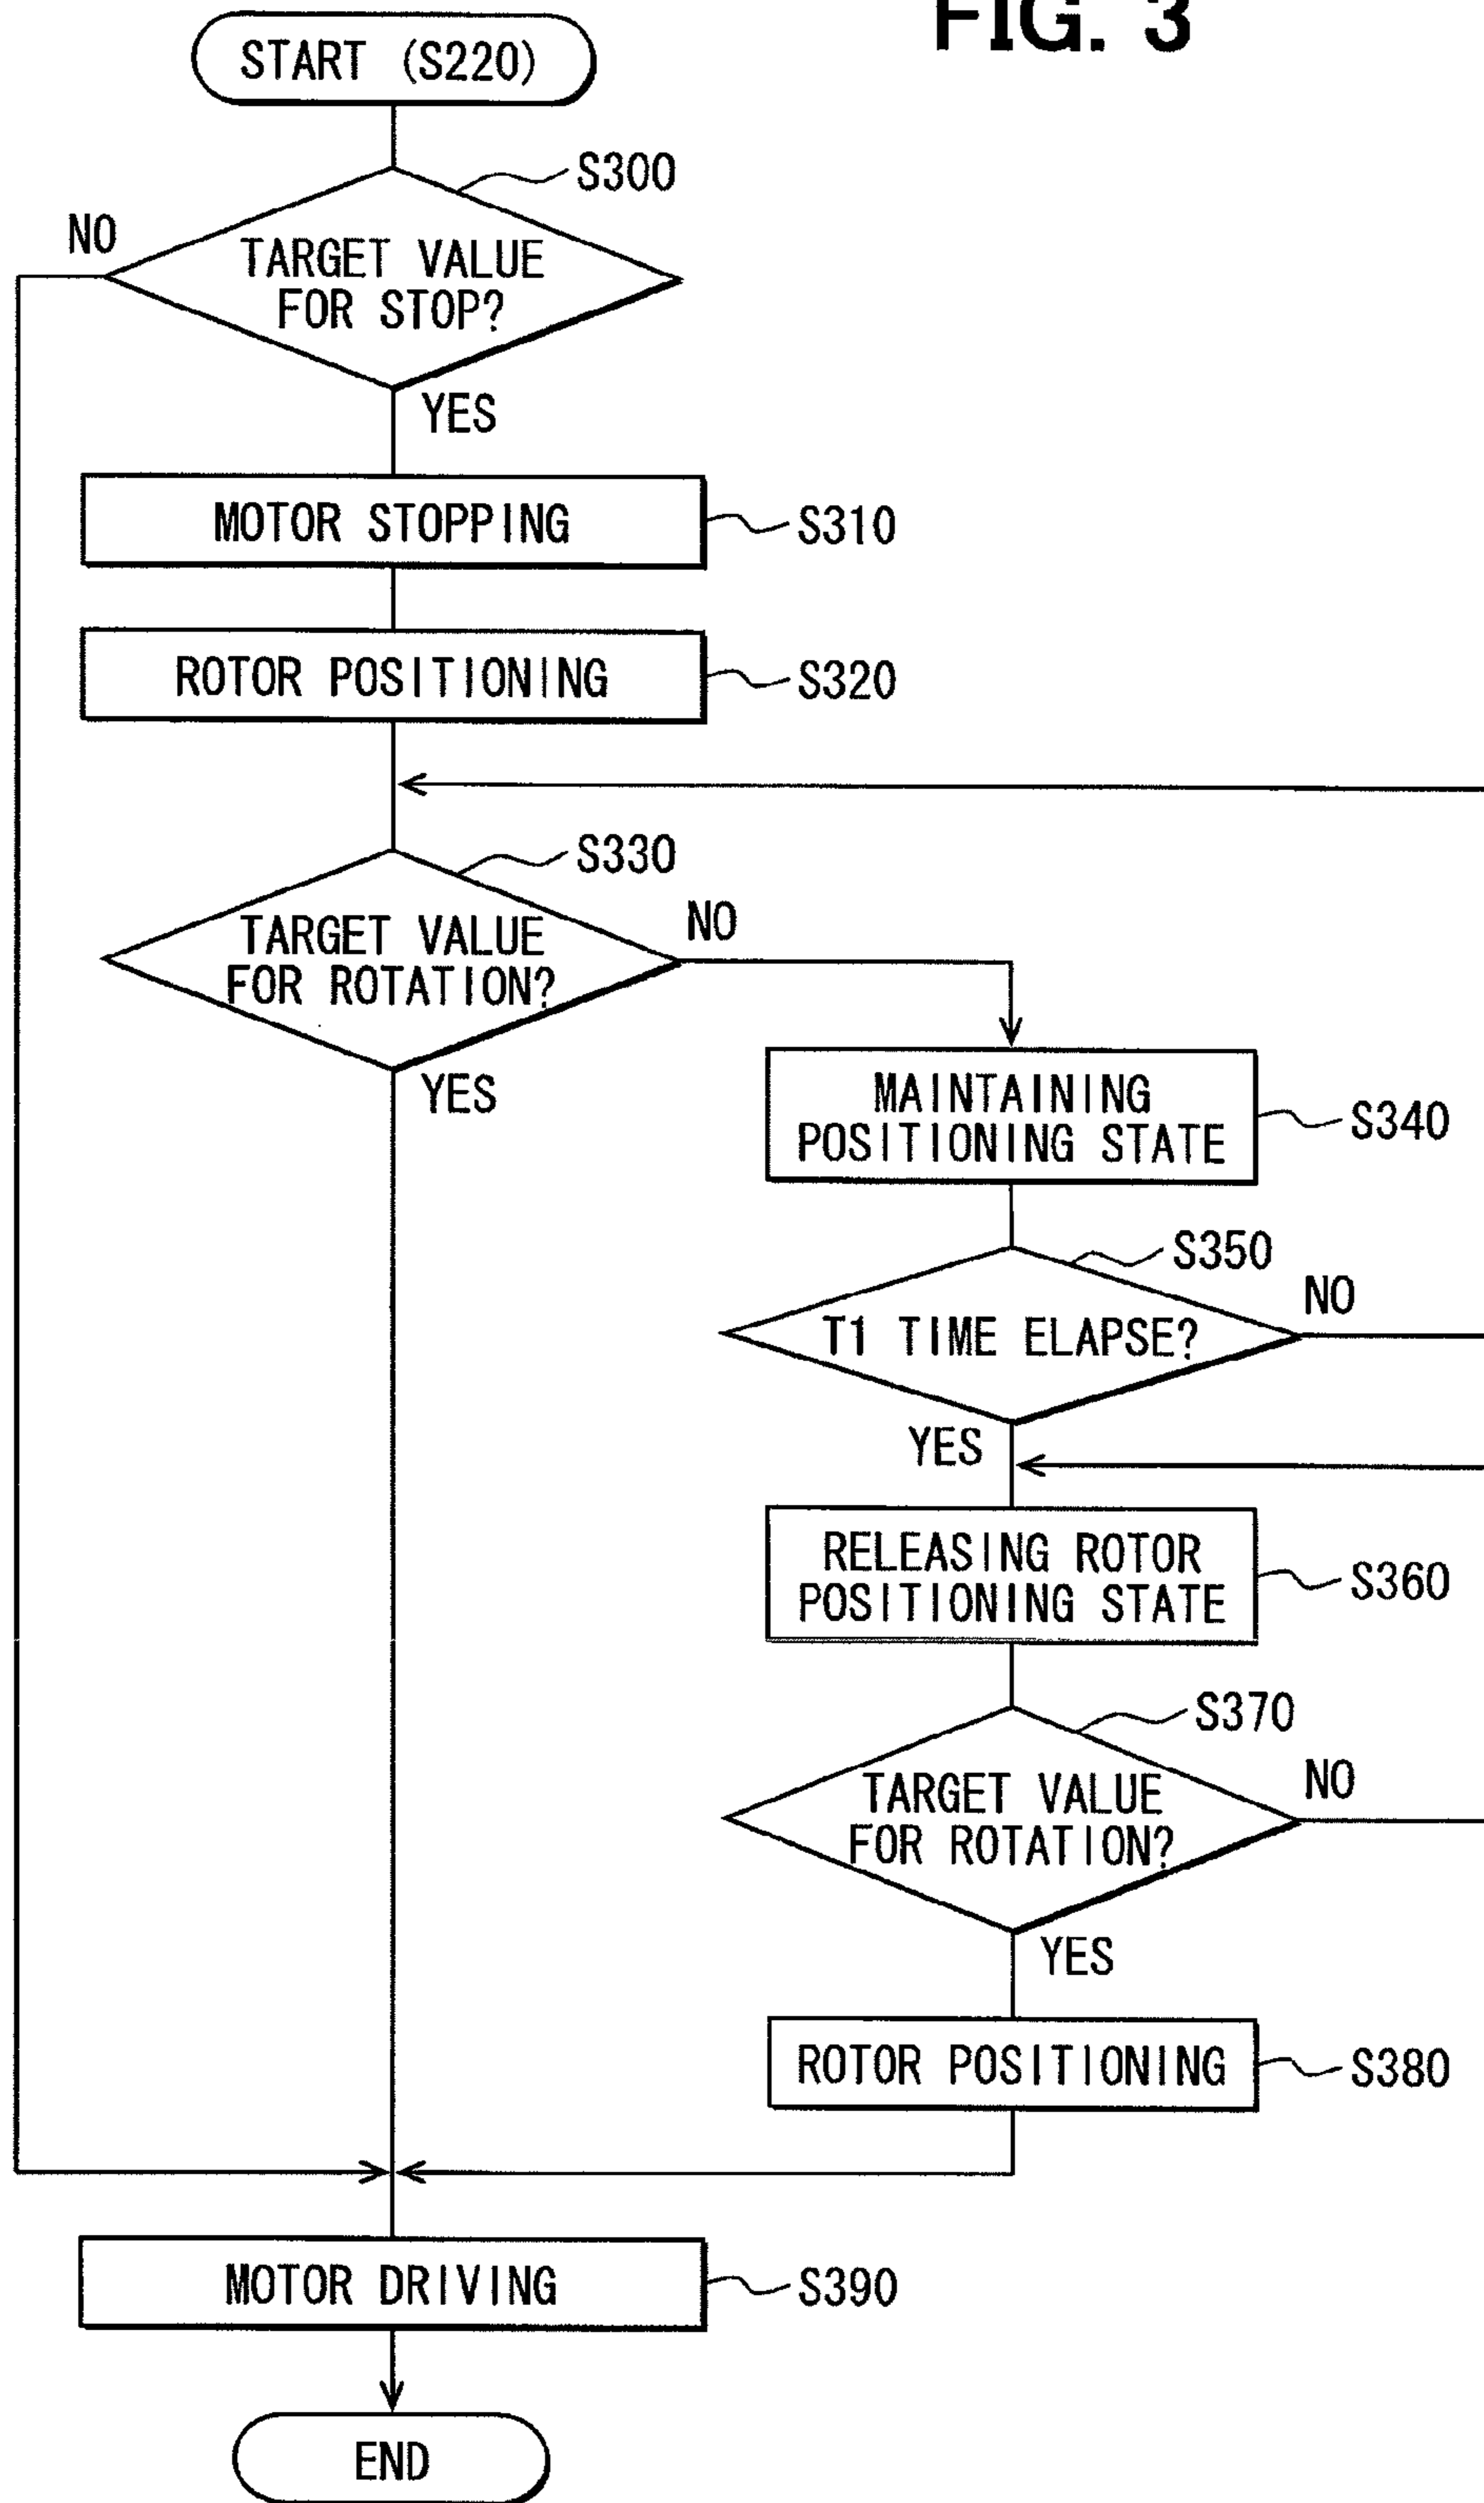 FIG. 3
START (S220)
S300
NO
TARGET VALUE
FOR STOP?
YES
MOTOR STOPPING
S310
ROTOR POSITIONING
S320
S330
TARGET VALUE
FOR ROTATION?
NO
YES
MAINTAINING
POSITIONING STATE
S340
S350
T1 TIME ELAPSE?
NO
YES
RELEASING ROTOR
POSITIONING STATE
S360
S370
TARGET VALUE
FOR ROTATION?
NO
YES
ROTOR POSITIONING
S380
MOTOR DRIVING
S390
END